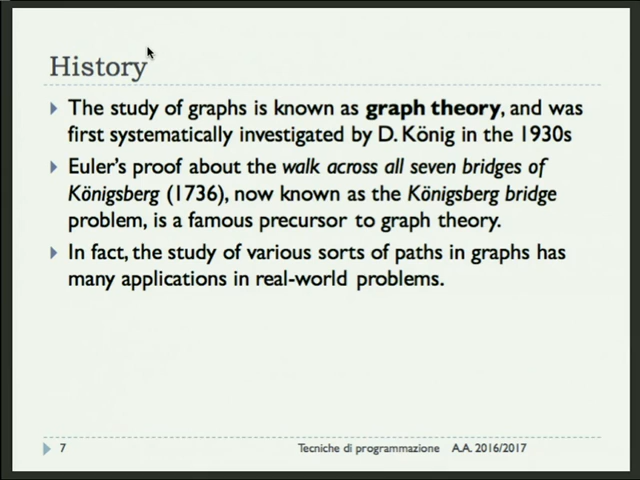 History
The study of graphs is known as graph theory, and was
first systematically investigated by D. König in the 1930s
Euler's proof about the walk across all seven bridges of
Königsberg (1736), now known as the Königsberg bridge
problem, is a famous precursor to graph theory.
In fact, the study of various sorts of paths in graphs has
many applications in real-world problems.
7
Tecniche di programmazione A.A. 2016/2017